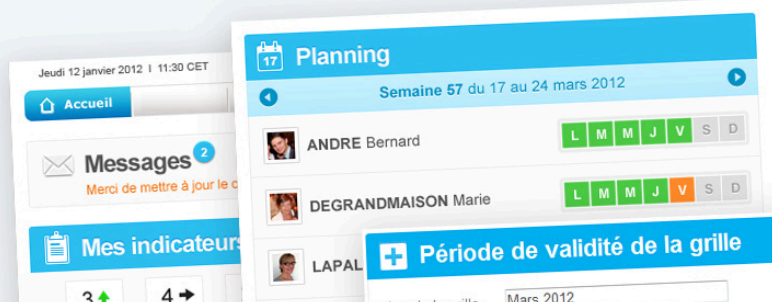 Jeudi 12 janvier 2012 | 11:30 CET
Accueil
Messages 2
Merci de mettre à jour le
Mes indicateurs
3
4
17 Planning
Semaine 57 du 17 au 24 mars 2012
ANDRE Bernard
L M M J V S D
DEGRANDMAISON Marie
L M M J V S D
LAPAL
Période de validité de la grille
Mars 2012